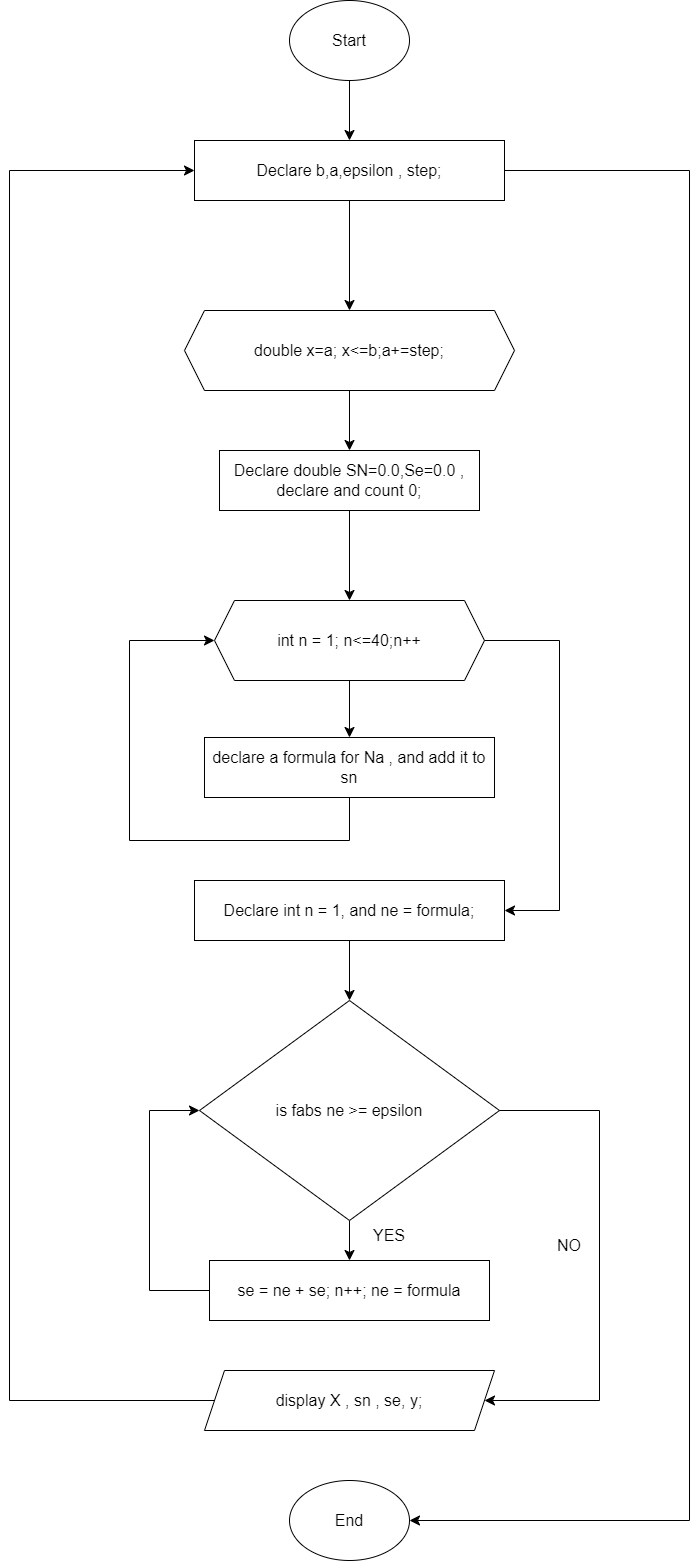 Start
Declare b,a,epsilon , step;
double x=a; x<=b;a+=step;
Declare double SN=0.0,Se=0.0 ,
declare and count 0;
int n = 1; n<=40;n++
declare a formula for Na , and add it to
sn
Declare int n = 1, and ne = formula;
is fabs ne >= epsilon
YES
NO
se = ne + se; n++; ne = formula
display X , sn , se, y;
End